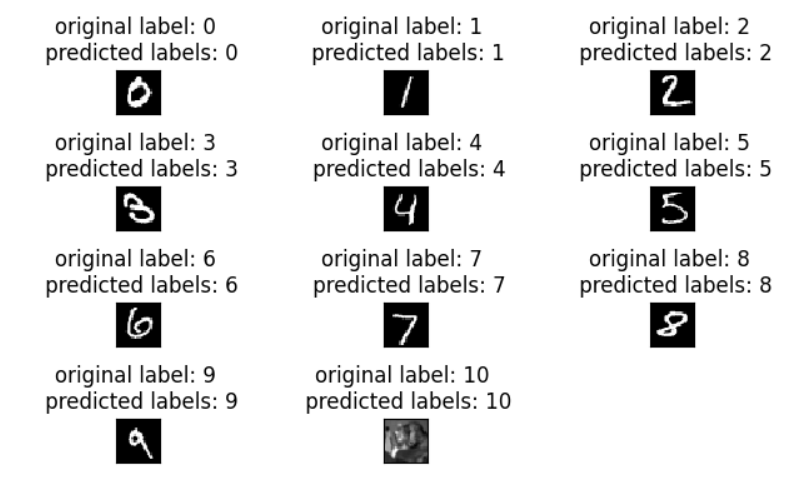 original label: 0
predicted labels: 0
0
original label: 1
predicted labels: 1
1
original label: 2
predicted labels: 2
2
original label: 3
predicted labels: 3
3
original label: 4
predicted labels: 4
4
original label: 5
predicted labels: 5
5
original label: 6
predicted labels: 6
6
original label: 7
predicted labels: 7
7
original label: 8
predicted labels: 8
8
original label: 9
predicted labels: 9
9
original label: 10
predicted labels: 10